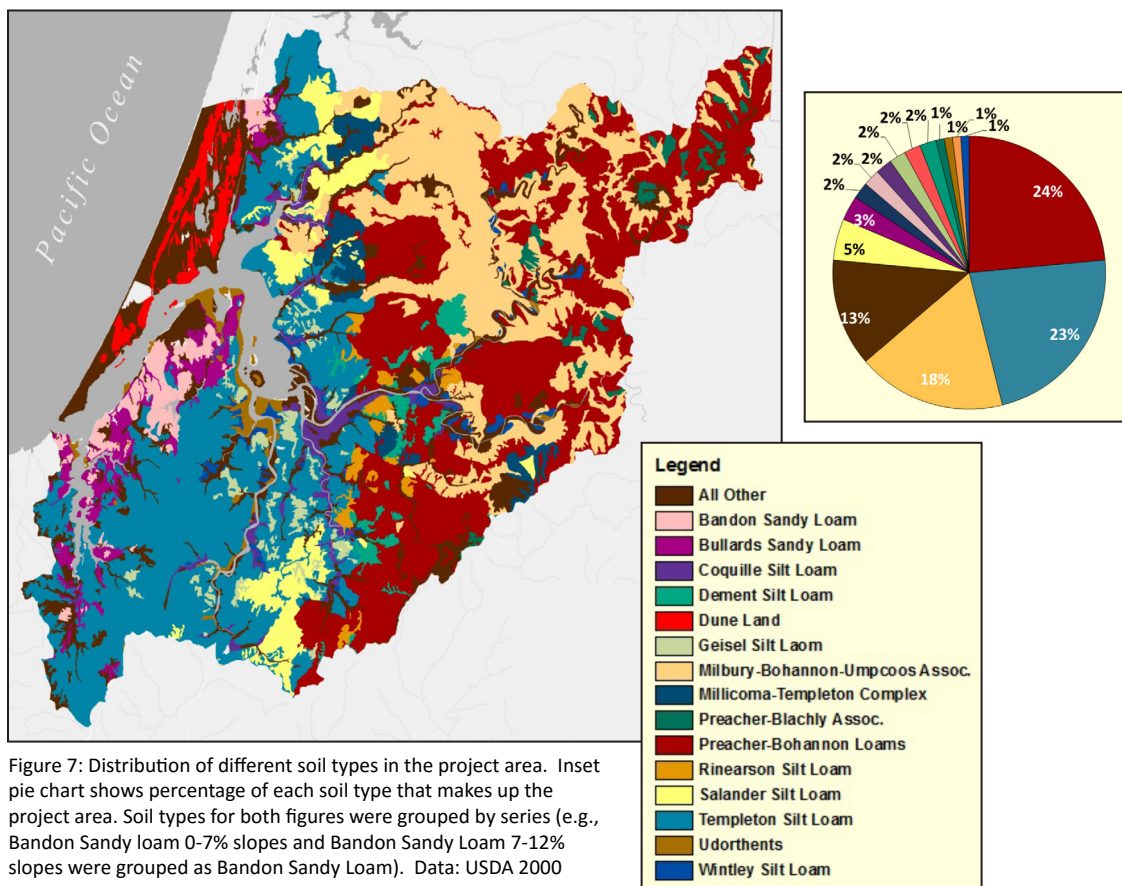 Pacific Ocean
1%
1%
1%
1%
2%
2%
2%
2%
2%
2%
3%
5%
13%
18%
23%
24%
Legend
All Other
Bandon Sandy Loam
Bullards Sandy Loam
Coquille Silt Loam
Dement Silt Loam
Dune Land
Geisel Silt Laom
Milbury-Bohannon-Umpcoos Assoc.
Millicoma-Templeton Complex
Preacher-Blachly Assoc.
Preacher-Bohannon Loams
Rinearson Silt Loam
Salander Silt Loam
Templeton Silt Loam
Udorthents
Wintley Silt Loam
Figure 7: Distribution of different soil types in the project area. Inset
pie chart shows percentage of each soil type that makes up the
project area. Soil types for both figures were grouped by series (e.g.,
Bandon Sandy loam 0-7% slopes and Bandon Sandy Loam 7-12%
slopes were grouped as Bandon Sandy Loam). Data: USDA 2000